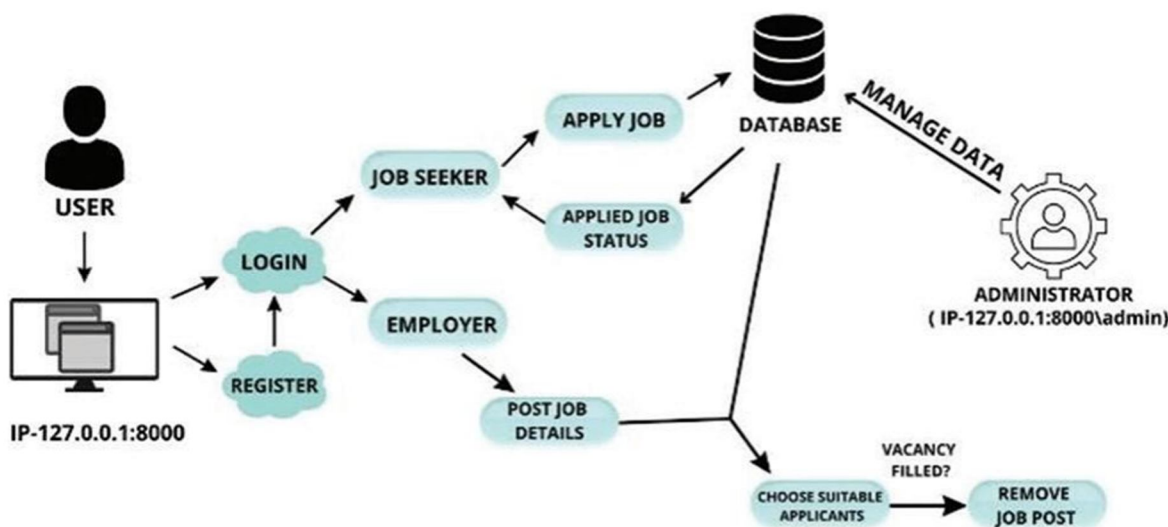 USER
IP-127.0.0.1:8000
LOGIN
REGISTER
JOB SEEKER
EMPLOYER
APPLY JOB
APPLIED JOB
STATUS
POST JOB
DETAILS
DATABASE
MANAGE DATA
ADMINISTRATOR
( IP-127.0.0.1:8000\admin)
CHOOSE SUITABLE
APPLICANTS
VACANCY
FILLED?
REMOVE
JOB POST